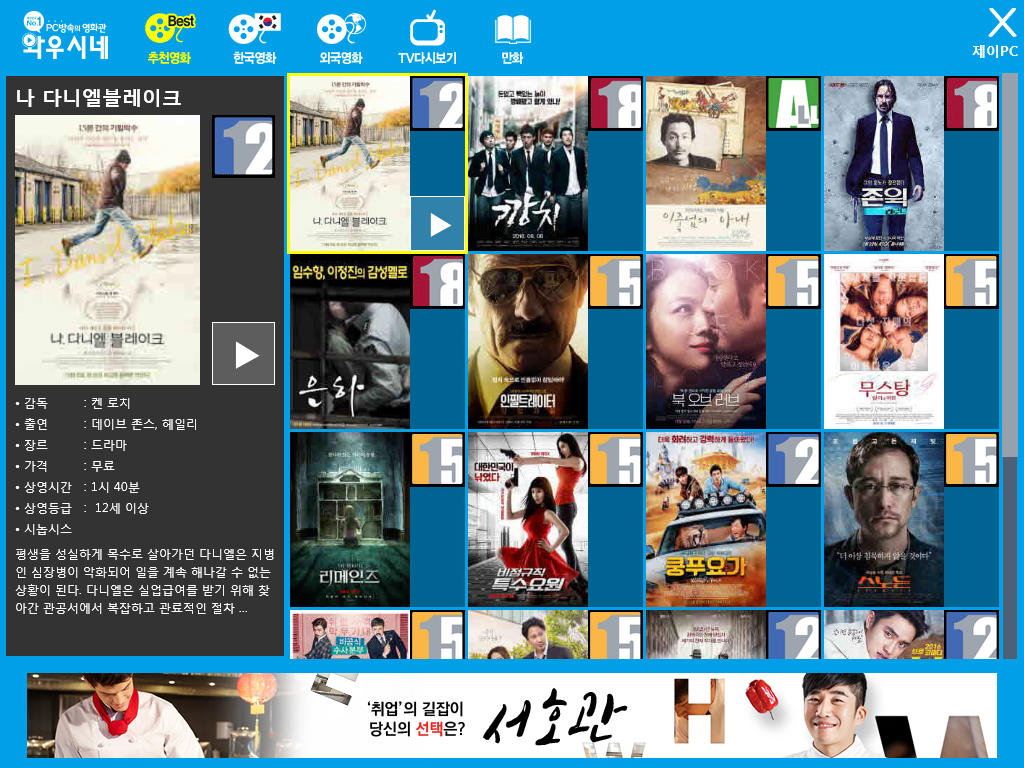 No.1
PC방속의 영화관
와우시네
Best
추천영화
한국영화
외국영화
TV다시보기
만화
제이PC
나 다니엘블레이크
12
나, 다니엘 블레이크
• 감독 : 켄 로치
• 출연 : 데이브 존스, 헤일리
• 장르 : 드라마
• 가격 : 무료
• 상영시간 : 1시 40분
• 상영등급 : 12세 이상
• 시놉시스
평생을 성실하게 목수로 살아가던 다니엘은 지병
인 심장병이 악화되어 일을 계속 해나갈 수 없는
상황이 된다. 다니엘은 실업급여를 받기 위해 찾
아간 관공서에서 복잡하고 관료적인 절차 ...
나, 다니엘 블레이크
12
깡치
18
이중섭의 아내
ALL
존윅
18
임수향, 이정진의 감성멜로
은하
18
인필트레이터
15
BOOK
북 오브 러브
15
무스탕
15
리메인즈
15
대한민국이
낚였다
비정규직
특수요원
15
더욱 화려하고 강력하게 돌아왔다!
쿵푸요가
12
"더 이상 침묵하지 않을 것이다"
스노든
15
비공식
수사본부
15
15
15
12
'취업'의 길잡이
당신의 선택은?
서호관
H